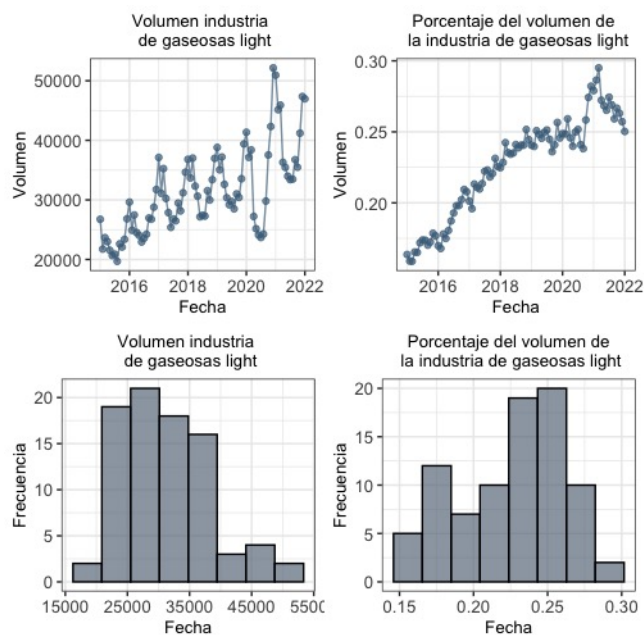 Volumen industria
de gaseosas light
50000
40000
30000
20000
Volumen
2016
2018
2020
2022
Fecha
Porcentaje del volumen de
la industria de gaseosas light
0.30
0.25
0.20
Volumen
2016
2018
2020
2022
Fecha
Volumen industria
de gaseosas light
20
15
10
5
0
Frecuencia
15000
25000
35000
45000
5500
Fecha
Porcentaje del volumen de
la industria de gaseosas light
20
15
10
5
0
Frecuencia
0.15
0.20
0.25
0.30
Fecha